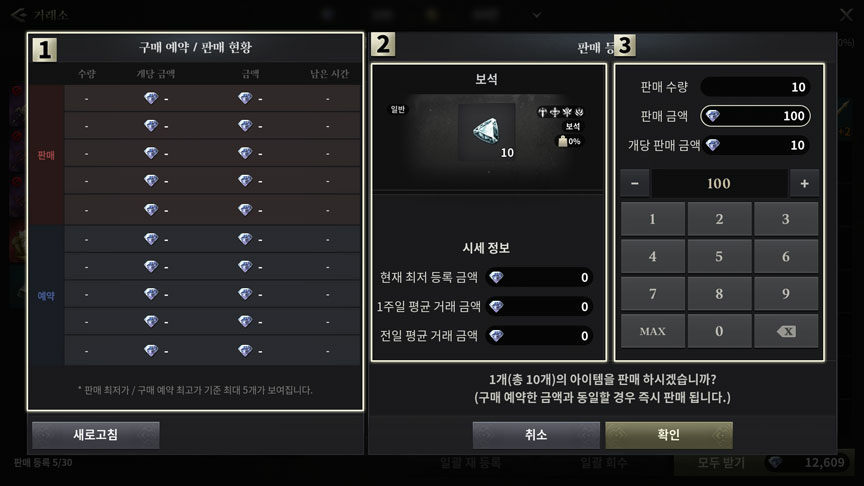 거래소
1
구매 예약 / 판매 현황
수량 개당 금액 금액 남은 시간
판매
- - - -
- - - -
- - - -
- - - -
- - - -
예약
- - - -
- - - -
- - - -
- - - -
- - - -
* 판매 최저가 / 구매 예약 최고가 기준 최대 5개가 보여집니다.
새로고침
판매 등
2
보석
일반
보석
0%
10
시세 정보
현재 최저 등록 금액 0
1주일 평균 거래 금액 0
전일 평균 거래 금액 0
3
판매 수량 10
판매 금액 100
개당 판매 금액 10
- 100 +
1 2 3
4 5 6
7 8 9
MAX 0 X
1개(총 10개)의 아이템을 판매 하시겠습니까?
(구매 예약한 금액과 동일할 경우 즉시 판매 됩니다.)
취소 확인
판매 등록 5/30
일괄 재 등록 일괄 회수 모두 받기 12,609